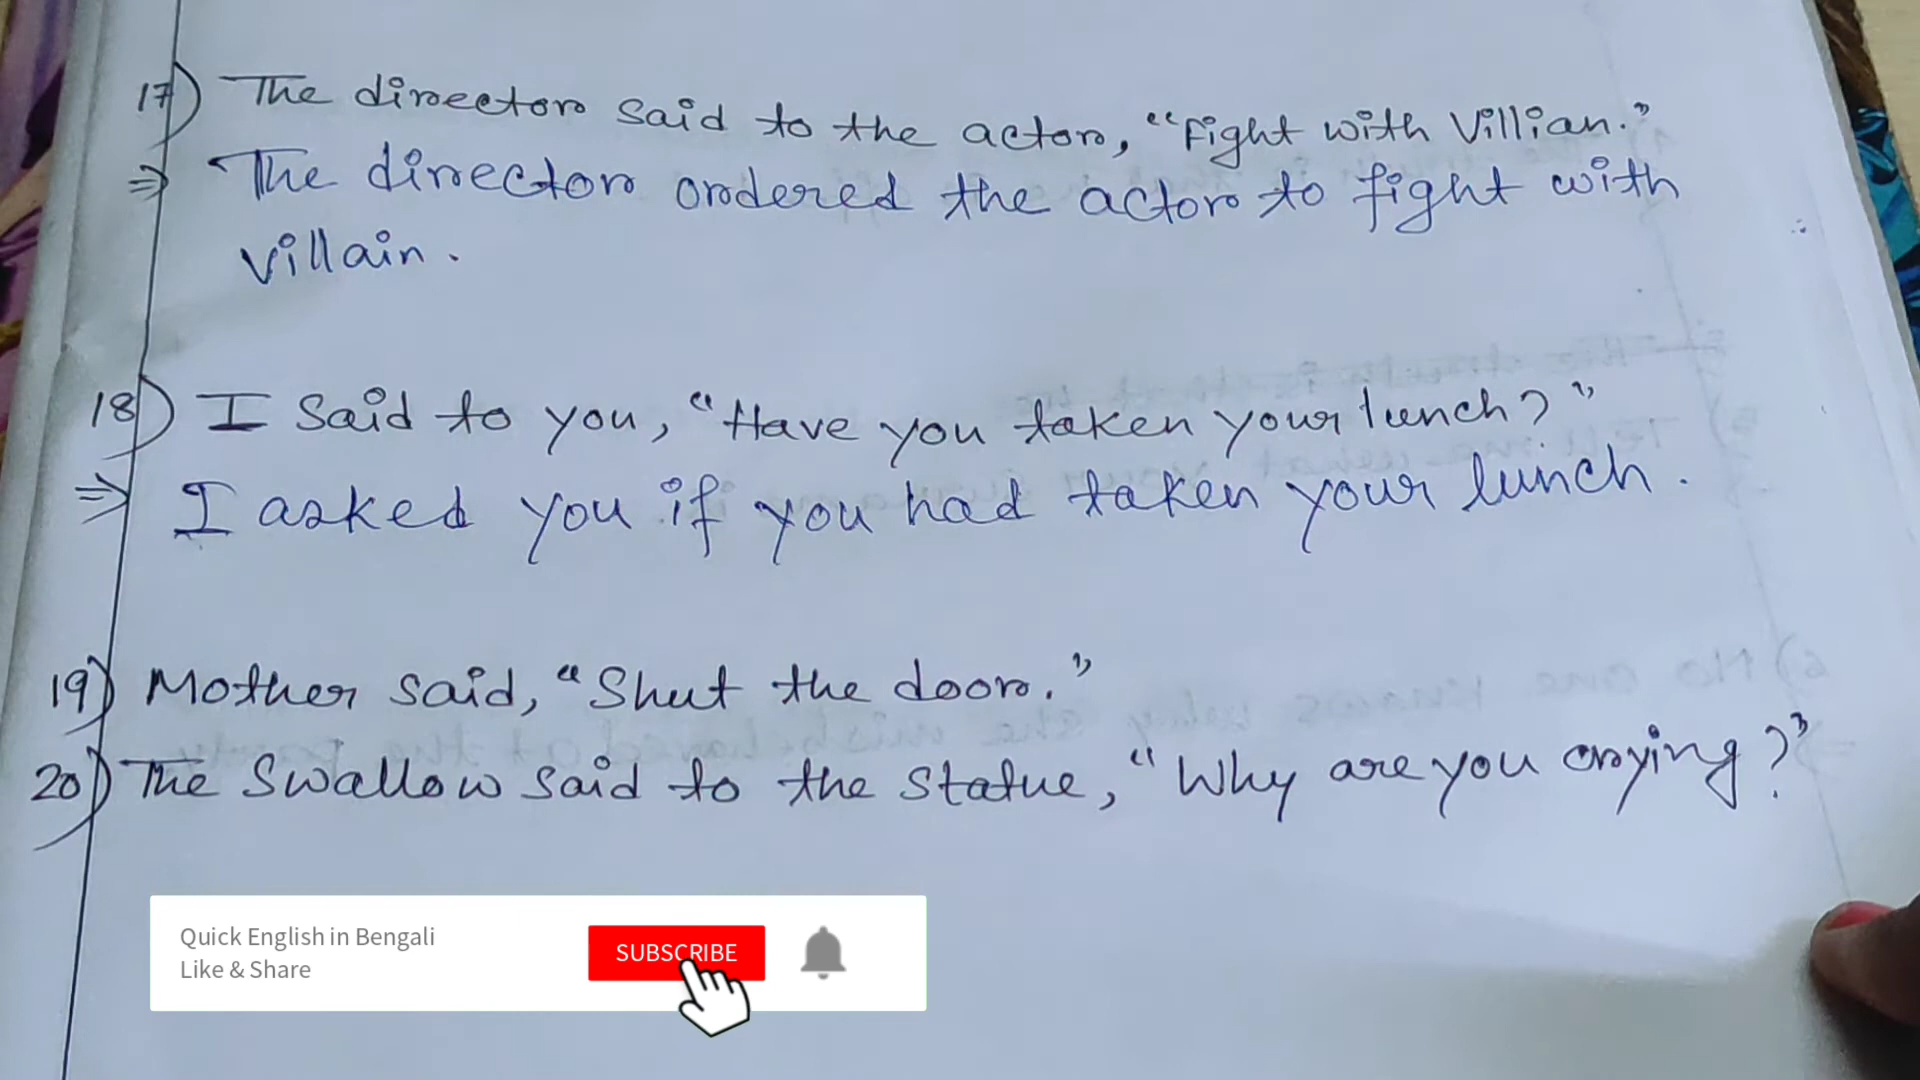 17) The director said to the actor, "Fight with Villian."
⇒ The director ordered the actor to fight with
villain.
18) I said to you, "Have you taken your lunch?"
⇒ I asked you if you had taken your lunch.
19) Mother said, "Shut the door."
20) The Swallow said to the statue, "Why are you crying?"
Quick English in Bengali
Like & Share
SUBSCRIBE